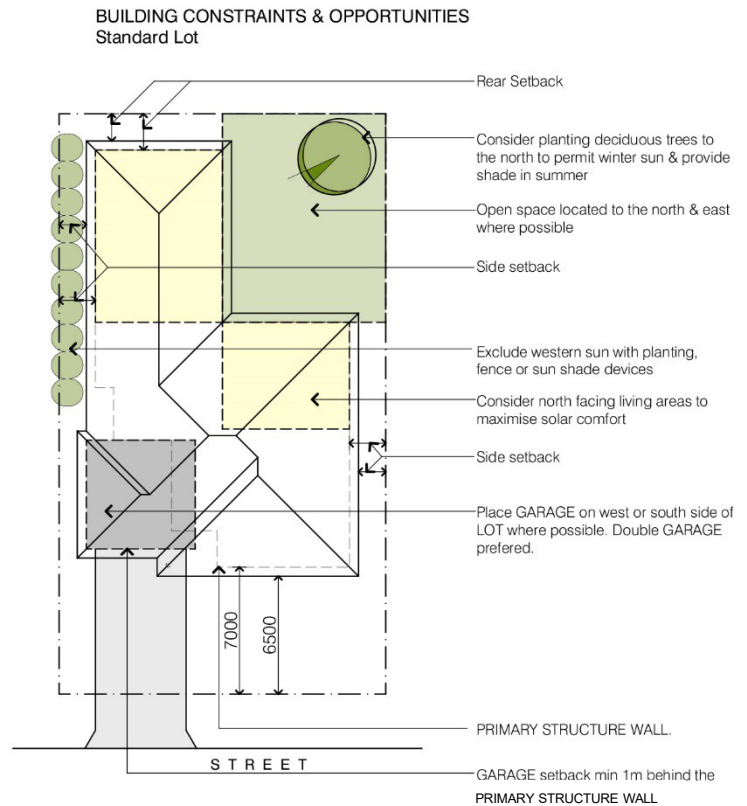 BUILDING CONSTRAINTS & OPPORTUNITIES
Standard Lot
Rear Setback
Consider planting deciduous trees to
the north to permit winter sun & provide
shade in summer
Open space located to the north & east
where possible
Side setback
Exclude western sun with planting,
fence or sun shade devices
Consider north facing living areas to
maximise solar comfort
Side setback
Place GARAGE on west or south side of
LOT where possible. Double GARAGE
prefered.
7000
6500
PRIMARY STRUCTURE WALL.
STREET
GARAGE setback min 1m behind the
PRIMARY STRUCTURE WALL